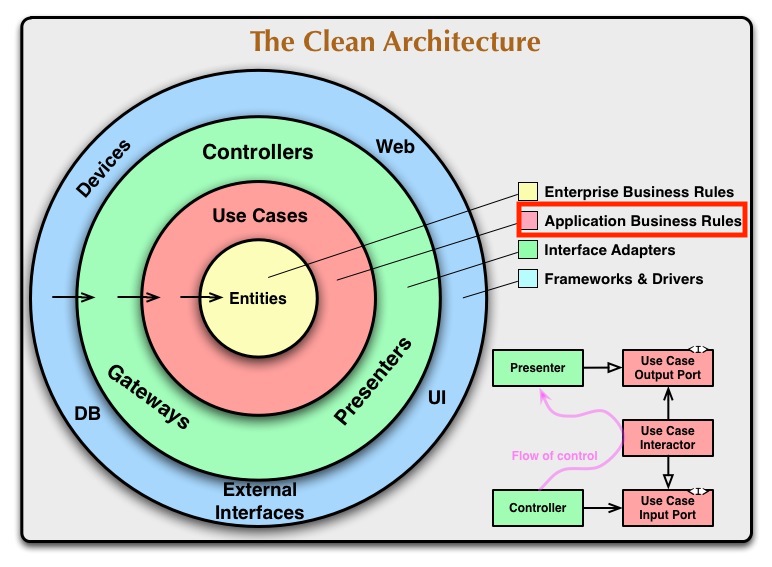 The Clean Architecture
Devices
Web
Controllers
Use Cases
Entities
Gateways
Presenters
DB
UI
External
Interfaces
Enterprise Business Rules
Application Business Rules
Interface Adapters
Frameworks & Drivers
Presenter
<I>
Use Case
Output Port
Use Case
Interactor
Flow of control
Controller
<I>
Use Case
Input Port